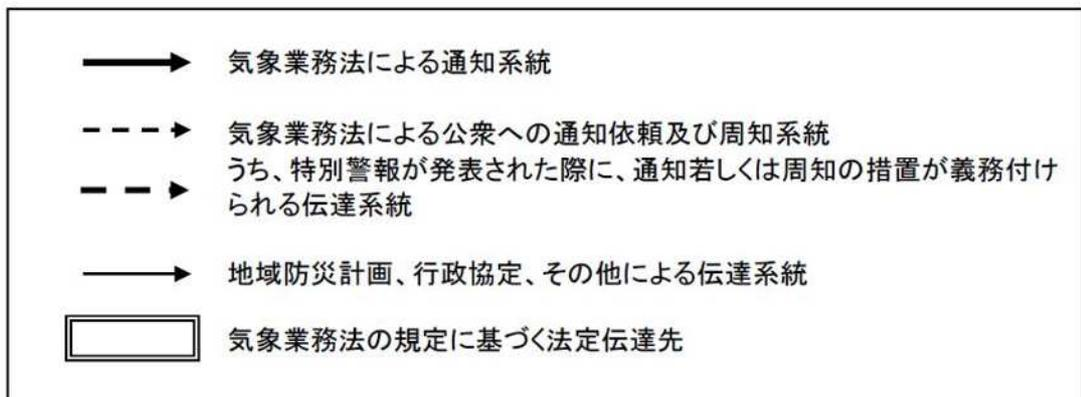 気象業務法による通知系統
気象業務法による公衆への通知依頼及び周知系統
うち、特別警報が発表された際に、通知若しくは周知の措置が義務付け
られる伝達系統
地域防災計画、行政協定、その他による伝達系統
気象業務法の規定に基づく法定伝達先